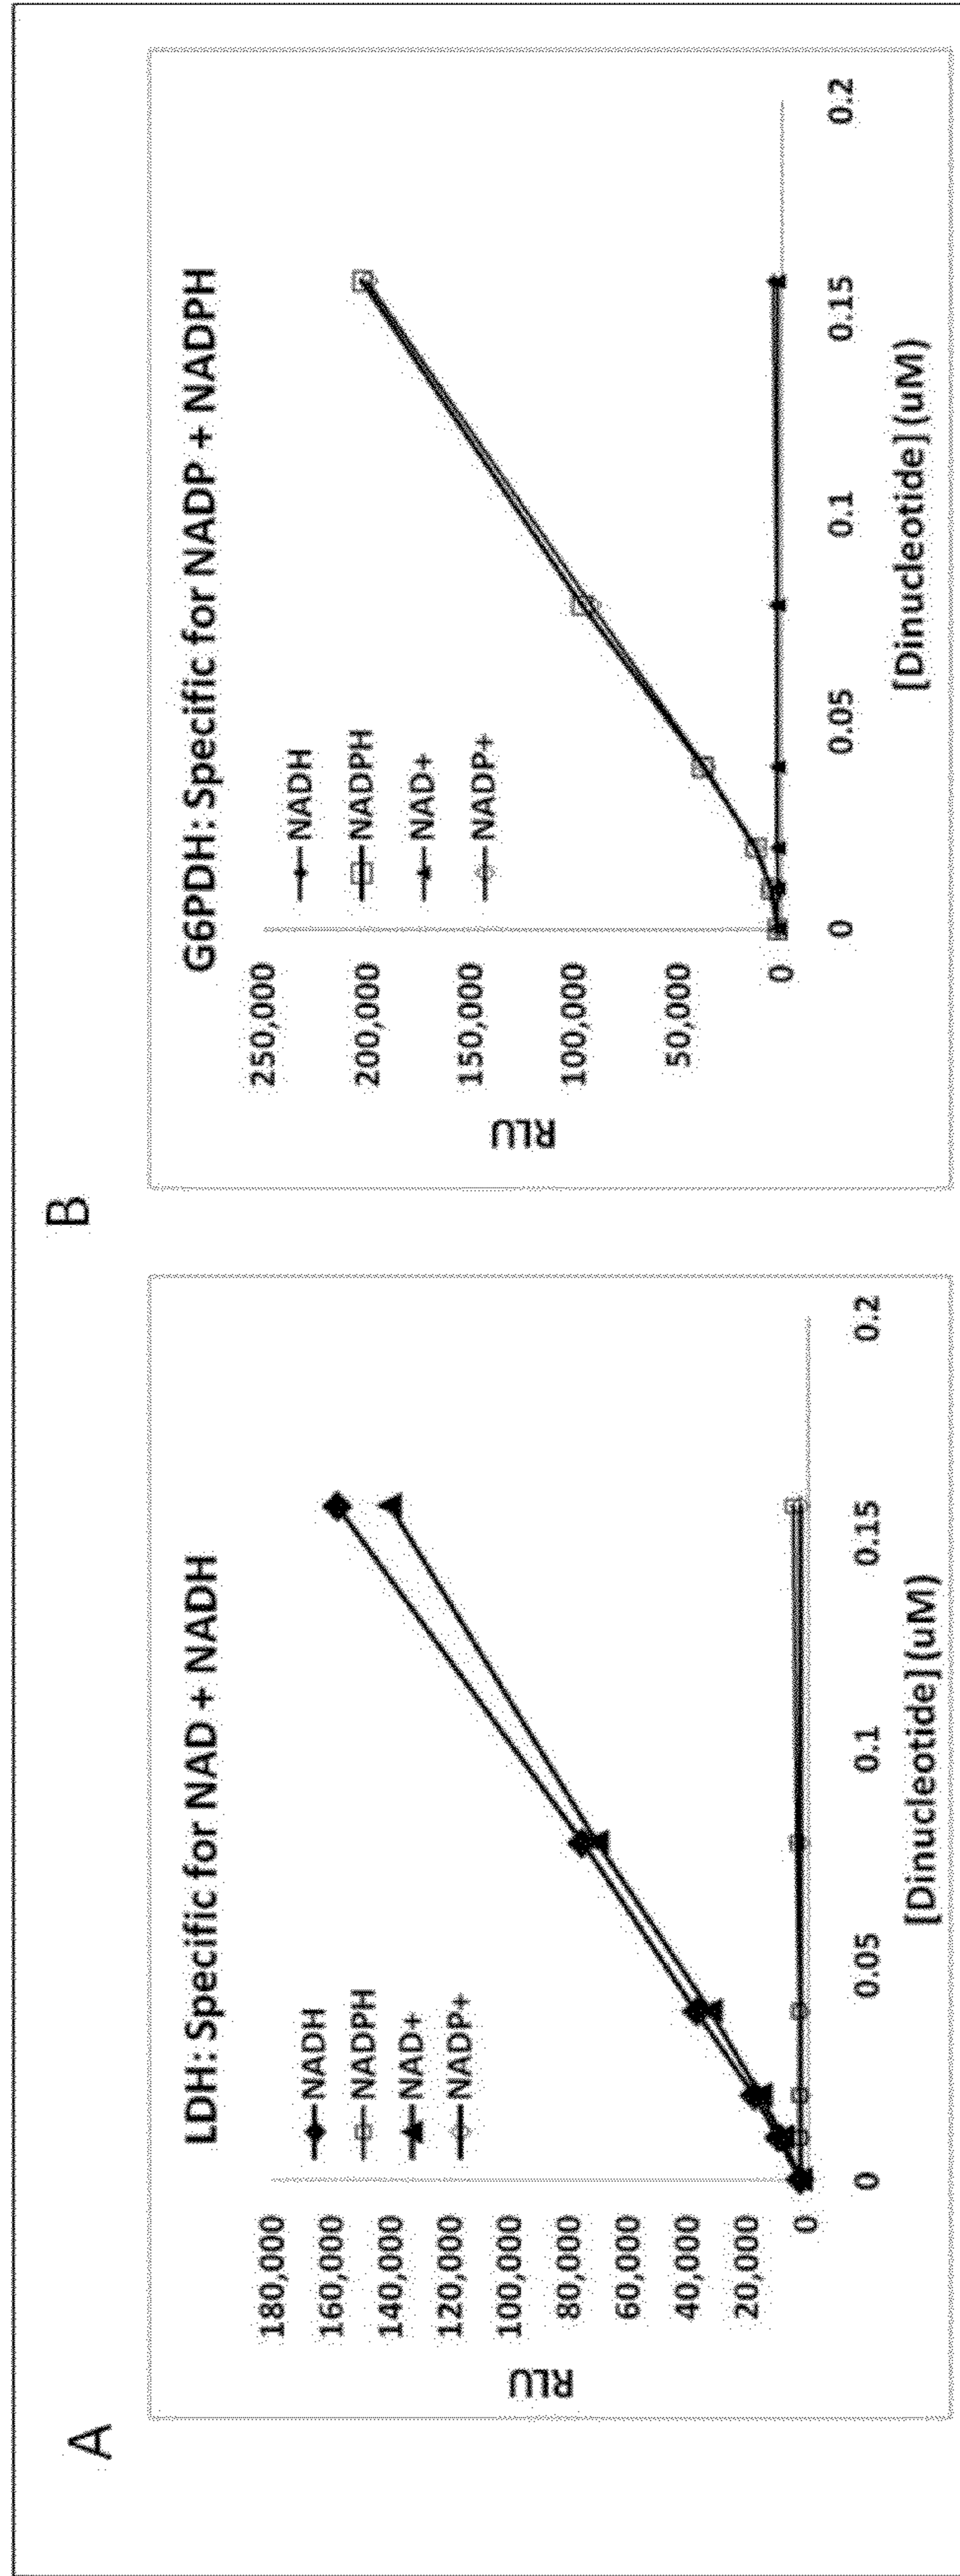 A
LDH: Specific for NAD + NADH
180,000
160,000
140,000
120,000
100,000
80,000
60,000
40,000
20,000
0
RLU
NADH
NADPH
NAD+
NADP+
0
0.05
0.1
0.15
0.2
[Dinucleotide] (uM)
B
G6PDH: Specific for NADP + NADPH
250,000
200,000
150,000
100,000
50,000
0
RLU
NADH
NADPH
NAD+
NADP+
0
0.05
0.1
0.15
0.2
[Dinucleotide] (uM)